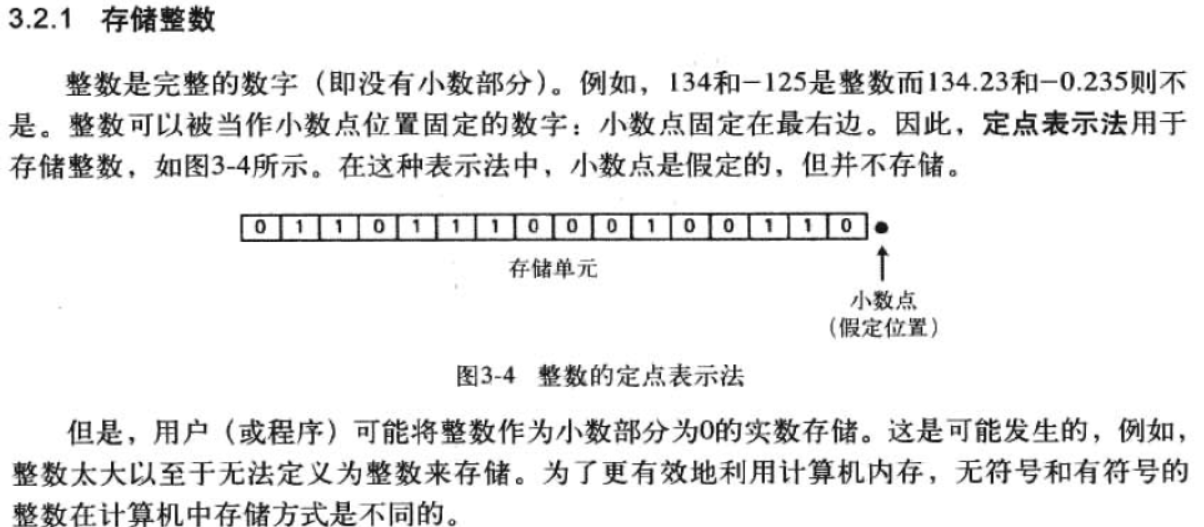 3.2.1 存储整数
整数是完整的数字（即没有小数部分）。例如，134和−125是整数而134.23和−0.235则不
是。整数可以被当作小数点位置固定的数字：小数点固定在最右边。因此，定点表示法用于
存储整数，如图3-4所示。在这种表示法中，小数点是假定的，但并不存储。
0 1 1 0 1 1 1 0 0 0 1 0 0 1 1 0
存储单元
小数点
（假定位置）
图3-4 整数的定点表示法
但是，用户（或程序）可能将整数作为小数部分为0的实数存储。这是可能发生的，例如，
整数太大以至于无法定义为整数来存储。为了更有效地利用计算机内存，无符号和有符号的
整数在计算机中存储方式是不同的。